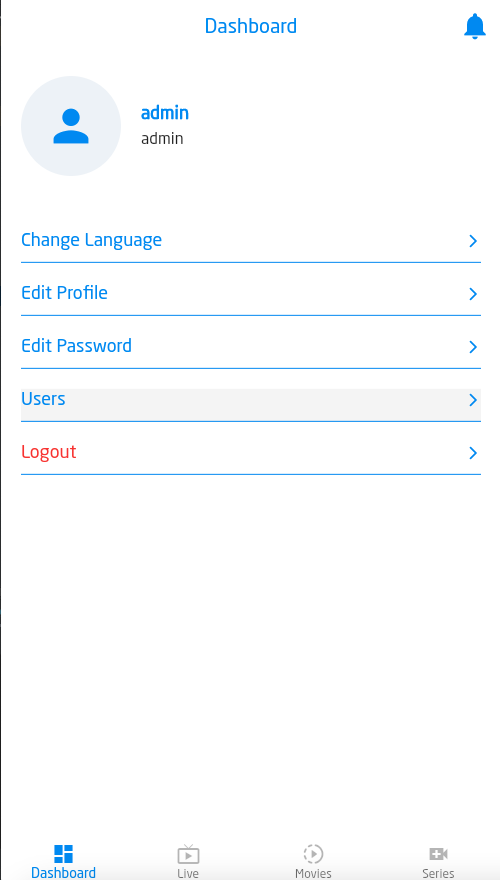 Dashboard
admin
admin
Change Language
Edit Profile
Edit Password
Users
Logout
Dashboard
Live
Movies
Series